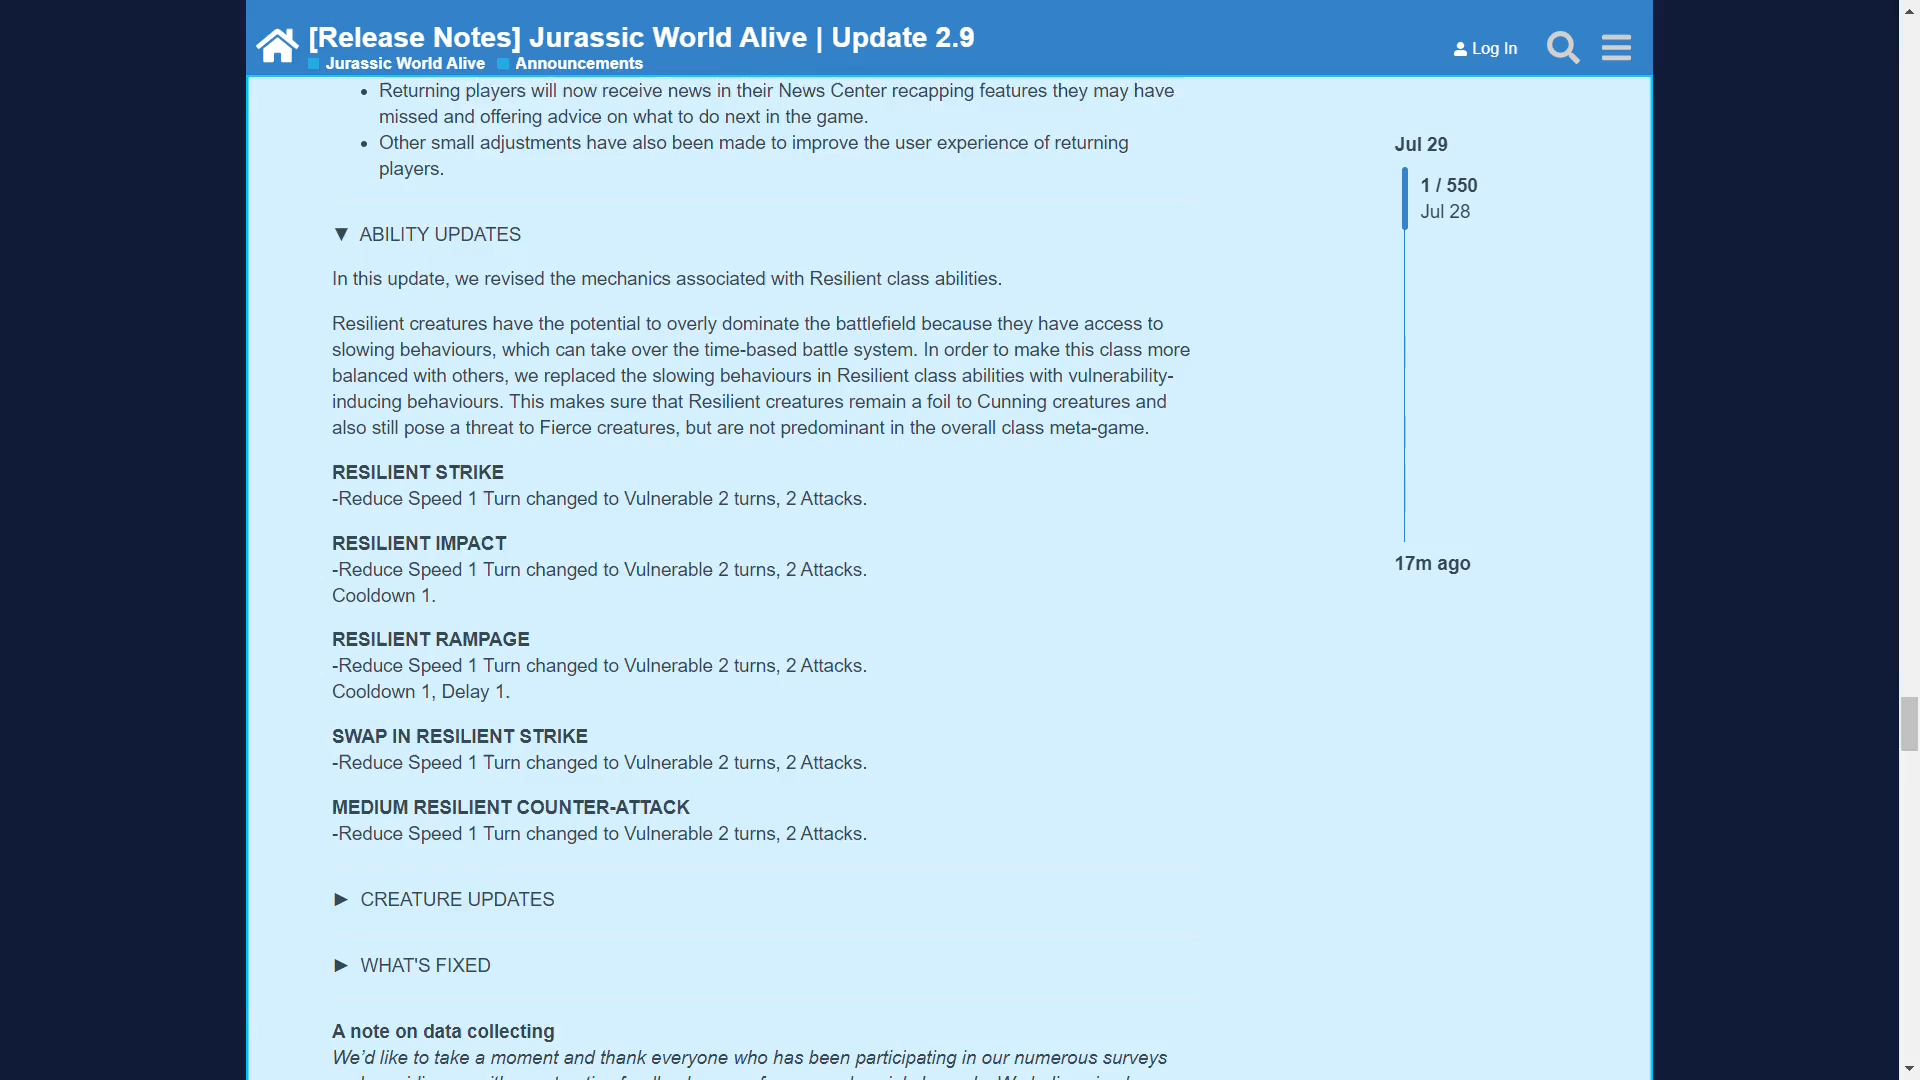 [Release Notes] Jurassic World Alive | Update 2.9
Jurassic World Alive Announcements
Log In
Returning players will now receive news in their News Center recapping features they may have
missed and offering advice on what to do next in the game.
Other small adjustments have also been made to improve the user experience of returning
players.
Jul 29
1 / 550
Jul 28
17m ago
▼ ABILITY UPDATES
In this update, we revised the mechanics associated with Resilient class abilities.
Resilient creatures have the potential to overly dominate the battlefield because they have access to
slowing behaviours, which can take over the time-based battle system. In order to make this class more
balanced with others, we replaced the slowing behaviours in Resilient class abilities with vulnerability-
inducing behaviours. This makes sure that Resilient creatures remain a foil to Cunning creatures and
also still pose a threat to Fierce creatures, but are not predominant in the overall class meta-game.
RESILIENT STRIKE
-Reduce Speed 1 Turn changed to Vulnerable 2 turns, 2 Attacks.
RESILIENT IMPACT
-Reduce Speed 1 Turn changed to Vulnerable 2 turns, 2 Attacks.
Cooldown 1.
RESILIENT RAMPAGE
-Reduce Speed 1 Turn changed to Vulnerable 2 turns, 2 Attacks.
Cooldown 1, Delay 1.
SWAP IN RESILIENT STRIKE
-Reduce Speed 1 Turn changed to Vulnerable 2 turns, 2 Attacks.
MEDIUM RESILIENT COUNTER-ATTACK
-Reduce Speed 1 Turn changed to Vulnerable 2 turns, 2 Attacks.
► CREATURE UPDATES
► WHAT'S FIXED
A note on data collecting
We'd like to take a moment and thank everyone who has been participating in our numerous surveys